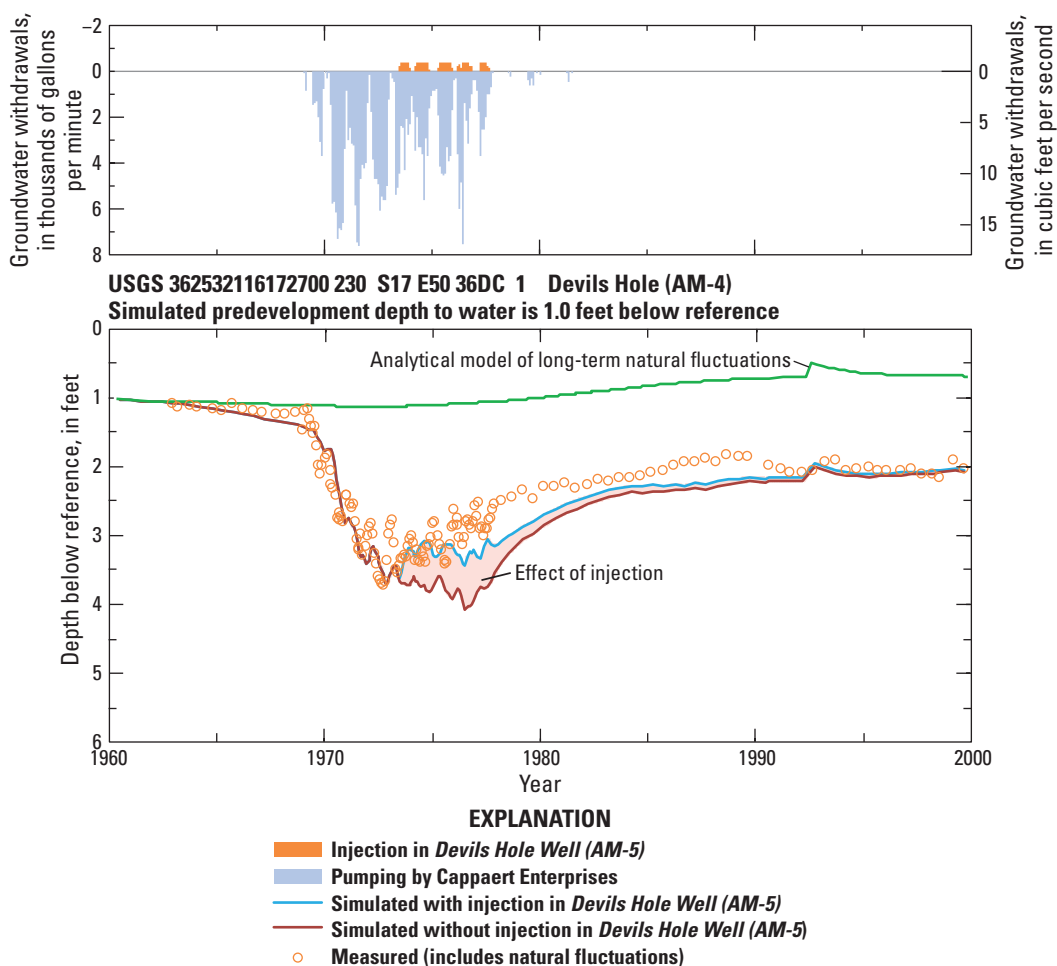 Groundwater withdrawals,
in thousands of gallons
per minute
−2
0
2
4
6
8
0
5
10
15
Groundwater withdrawals,
in cubic feet per second
USGS 362532116172700 230 S17 E50 36DC 1 Devils Hole (AM-4)
Simulated predevelopment depth to water is 1.0 feet below reference
Depth below reference, in feet
0
1
2
3
4
5
6
Analytical model of long-term natural fluctuations
Effect of injection
1960
1970
1980
1990
2000
Year
EXPLANATION
Injection in Devils Hole Well (AM-5)
Pumping by Cappaert Enterprises
Simulated with injection in Devils Hole Well (AM-5)
Simulated without injection in Devils Hole Well (AM-5)
Measured (includes natural fluctuations)